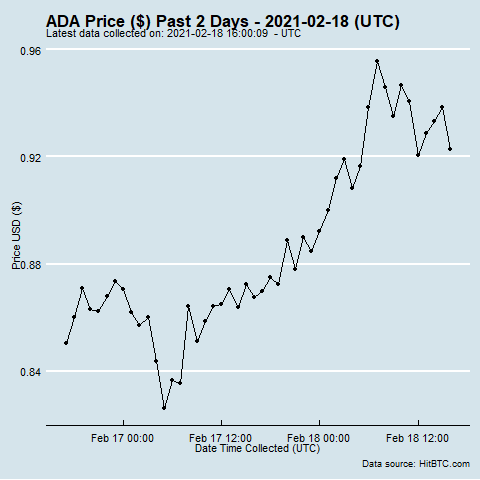 ADA Price ($) Past 2 Days - 2021-02-18 (UTC)
Latest data collected on: 2021-02-18 16:00:09 - UTC
0.96
0.92
0.88
0.84
Price USD ($)
Feb 17 00:00 Feb 17 12:00 Feb 18 00:00 Feb 18 12:00
Date Time Collected (UTC)
Data source: HitBTC.com